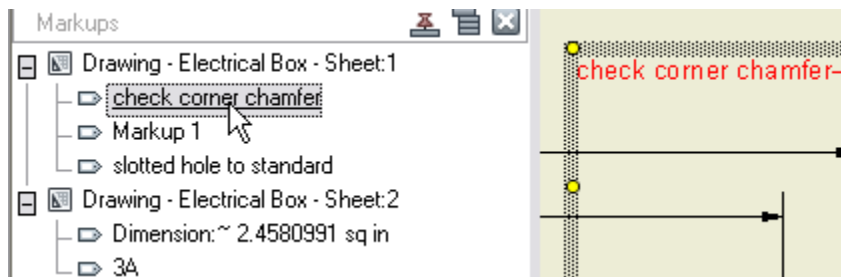 Markups
Drawing - Electrical Box - Sheet:1
check corner chamfer
Markup 1
slotted hole to standard
Drawing - Electrical Box - Sheet:2
Dimension:~ 2.4580991 sq in
3A
check corner chamfer